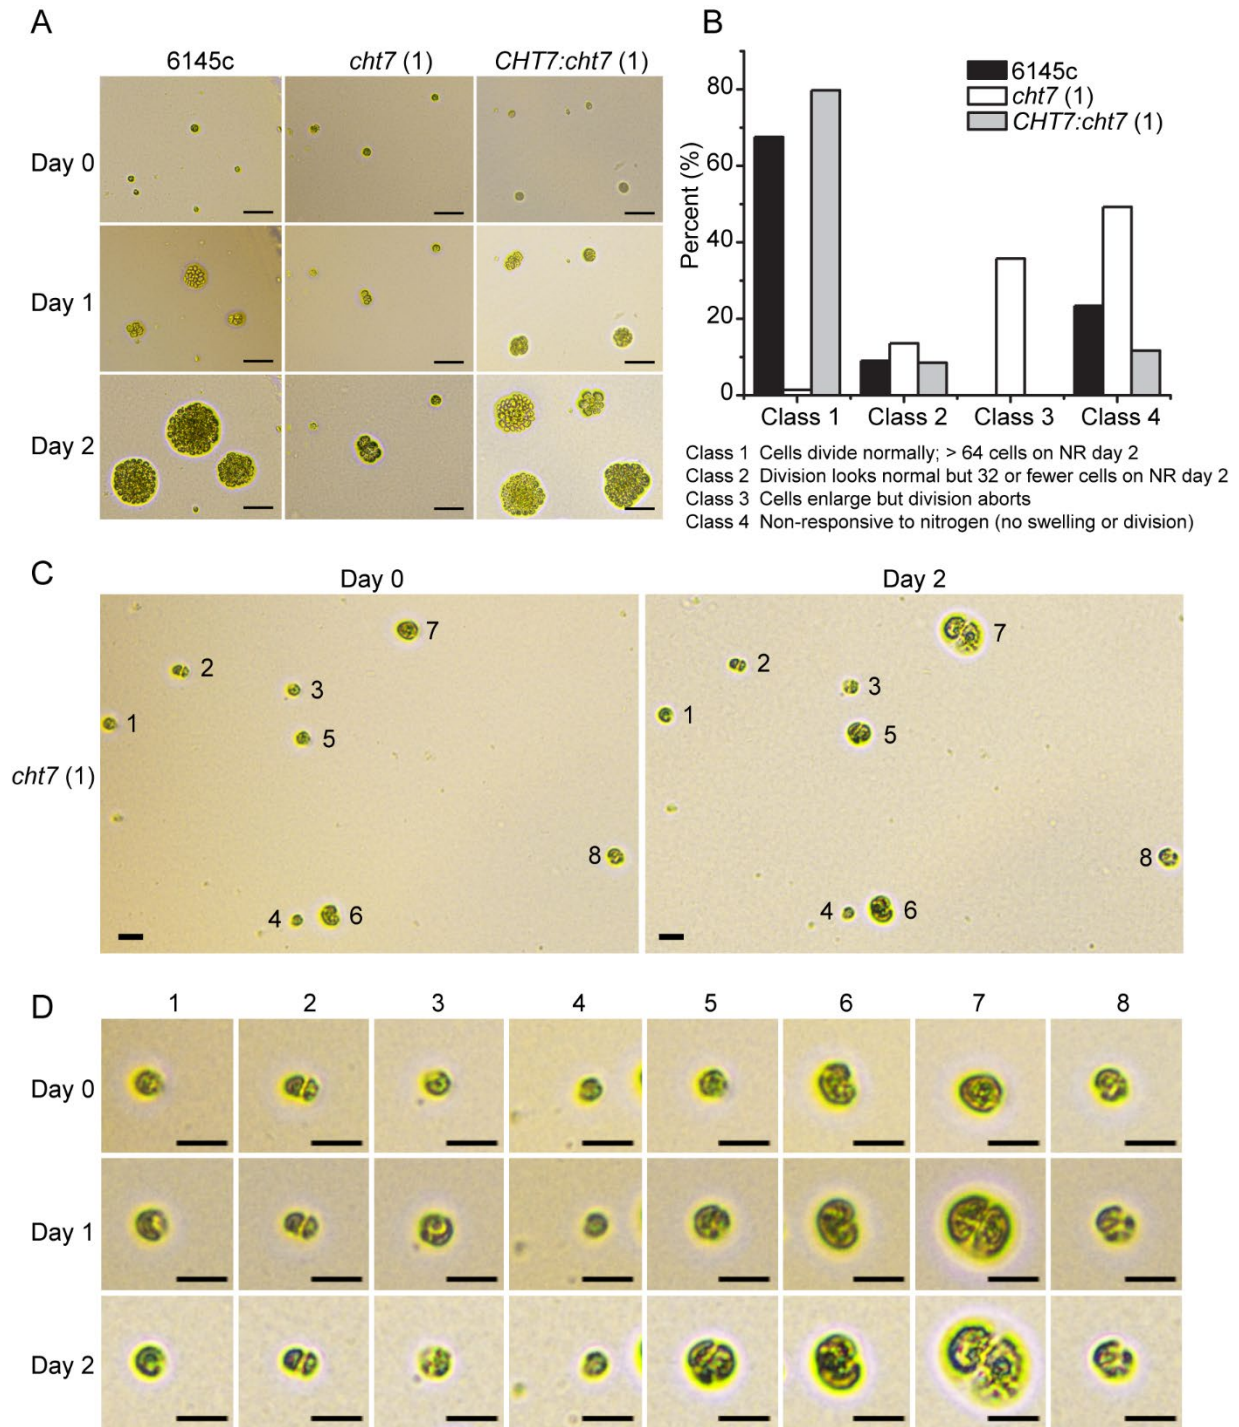 A
6145c cht7 (1) CHT7:cht7 (1)
Day 0
Day 1
Day 2
B
Percent (%)
80
60
40
20
0
6145c
cht7 (1)
CHT7:cht7 (1)
Class 1 Class 2 Class 3 Class 4
Class 1 Cells divide normally; > 64 cells on NR day 2
Class 2 Division looks normal but 32 or fewer cells on NR day 2
Class 3 Cells enlarge but division aborts
Class 4 Non-responsive to nitrogen (no swelling or division)
C
Day 0 Day 2
cht7 (1)
7
2
3
1
5
8
4 6
7
2
3
1
5
8
4 6
D
1 2 3 4 5 6 7 8
Day 0
Day 1
Day 2